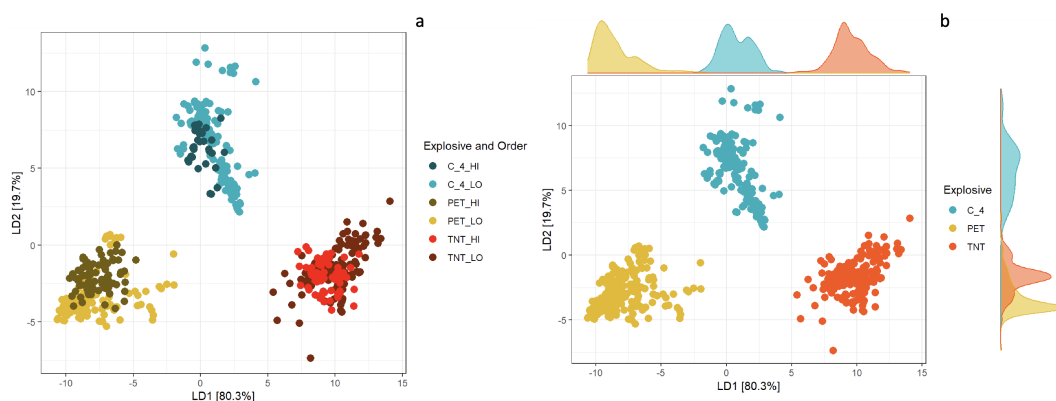 a
10
5
0
-5
LD2 [19.7%]
-10
-5
0
5
10
15
LD1 [80.3%]
Explosive and Order
C_4_HI
C_4_LO
PET_HI
PET_LO
TNT_HI
TNT_LO
b
10
5
0
-5
LD2 [19.7%]
-10
-5
0
5
10
15
LD1 [80.3%]
Explosive
C_4
PET
TNT